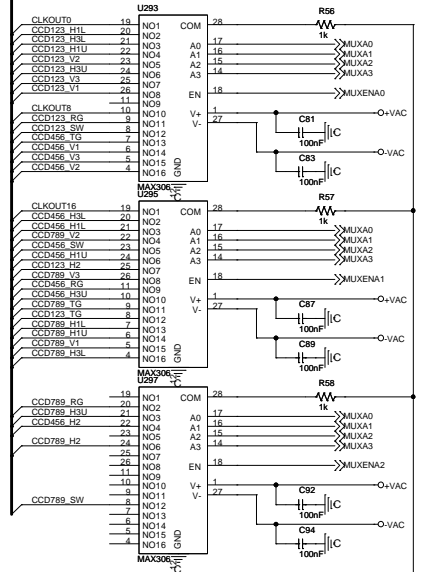 U293
CLKOUT0 19 NO1 COM 28 R56
CCD123_H1L 20 NO2 1k
CCD123_H3L 21 NO3 A0 17 MUXA0
CCD123_H1U 22 NO4 A1 16 MUXA1
CCD123_V2 23 NO5 A2 15 MUXA2
CCD123_H3U 24 NO6 A3 14 MUXA3
CCD123_V3 25 NO7
CCD123_V1 26 NO8 EN 18 MUXENA0
11 NO9
CLKOUT8 10 NO10 V+ 1 +VAC
CCD123_RG 9 NO11 V- 27 C81
CCD123_SW 8 NO12 C
CCD456_TG 7 NO13 100nF
CCD456_V1 6 NO14 -VAC
CCD456_V3 5 NO15 C83
CCD456_V2 4 NO16 GND C
100nF
MAX306 12
U295
CLKOUT16 19 NO1 COM 28 R57
CCD456_H3L 20 NO2 1k
CCD456_H1L 21 NO3 A0 17 MUXA0
CCD789_V2 22 NO4 A1 16 MUXA1
CCD456_SW 23 NO5 A2 15 MUXA2
CCD456_H1U 24 NO6 A3 14 MUXA3
CCD123_H2 25 NO7
CCD789_V3 26 NO8 EN 18 MUXENA1
CCD456_RG 11 NO9
CCD456_H3U 10 NO10 V+ 1 +VAC
CCD789_TG 9 NO11 V- 27 C87
CCD123_TG 8 NO12 C
CCD789_H1L 7 NO13 100nF
CCD789_H1U 6 NO14 -VAC
CCD789_V1 5 NO15 C89
CCD789_H3L 4 NO16 GND C
100nF
MAX306 12
U297
19 NO1 COM 28 R58
CCD789_RG 20 NO2 1k
CCD789_H3U 21 NO3 A0 17 MUXA0
CCD456_H2 22 NO4 A1 16 MUXA1
23 NO5 A2 15 MUXA2
CCD789_H2 24 NO6 A3 14 MUXA3
25 NO7
26 NO8 EN 18 MUXENA2
11 NO9
10 NO10 V+ 1 +VAC
9 NO11 V- 27 C92
CCD789_SW 8 NO12 C
7 NO13 100nF
6 NO14 -VAC
5 NO15 C94
4 NO16 GND C
100nF
MAX306 12